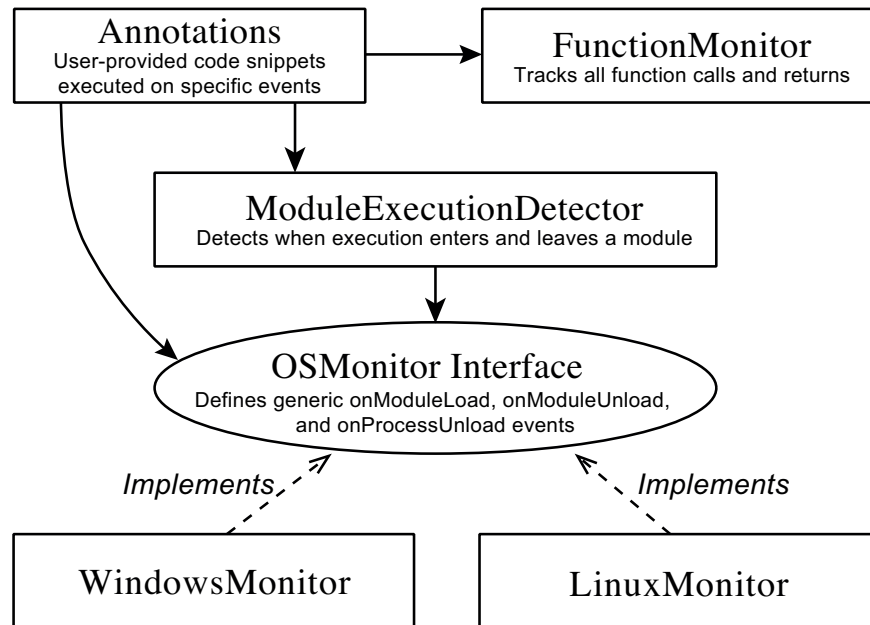 Annotations
User-provided code snippets
executed on specific events
FunctionMonitor
Tracks all function calls and returns
ModuleExecutionDetector
Detects when execution enters and leaves a module
OSMonitor Interface
Defines generic onModuleLoad, onModuleUnload,
and onProcessUnload events
Implements
Implements
WindowsMonitor
LinuxMonitor